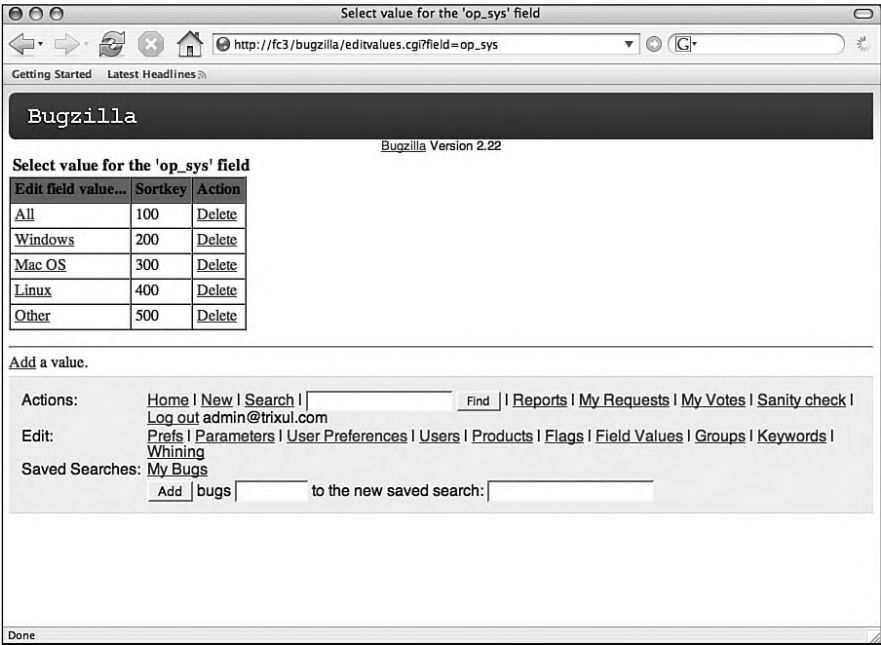 Select value for the 'op_sys' field
http://fc3/bugzilla/editvalues.cgi?field=op_sys
G
Getting Started Latest Headlines
Bugzilla
Bugzilla Version 2.22
Select value for the 'op_sys' field
Edit field value... Sortkey Action
All 100 Delete
Windows 200 Delete
Mac OS 300 Delete
Linux 400 Delete
Other 500 Delete
Add a value.
Actions: Home | New | Search | Find | Reports | My Requests | My Votes | Sanity check |
Log out admin@trixul.com
Edit: Prefs | Parameters | User Preferences | Users | Products | Flags | Field Values | Groups | Keywords |
Whining
Saved Searches: My Bugs
Add bugs to the new saved search:
Done